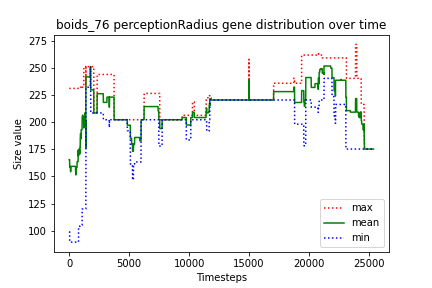 boids_76 perceptionRadius gene distribution over time
Size value
275
250
225
200
175
150
125
100
0
5000
10000
15000
20000
25000
Timesteps
max
mean
min